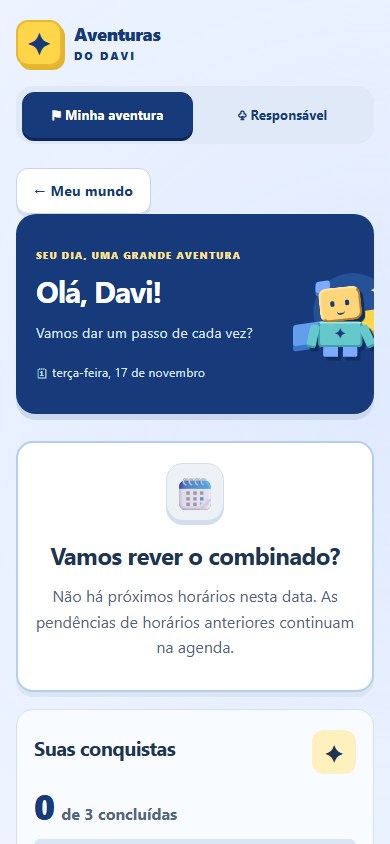 Aventuras
DO DAVI
Minha aventura
Responsável
← Meu mundo
SEU DIA, UMA GRANDE AVENTURA
Olá, Davi!
Vamos dar um passo de cada vez?
terça-feira, 17 de novembro
Vamos rever o combinado?
Não há próximos horários nesta data. As
pendências de horários anteriores continuam
na agenda.
Suas conquistas
0 de 3 concluídas